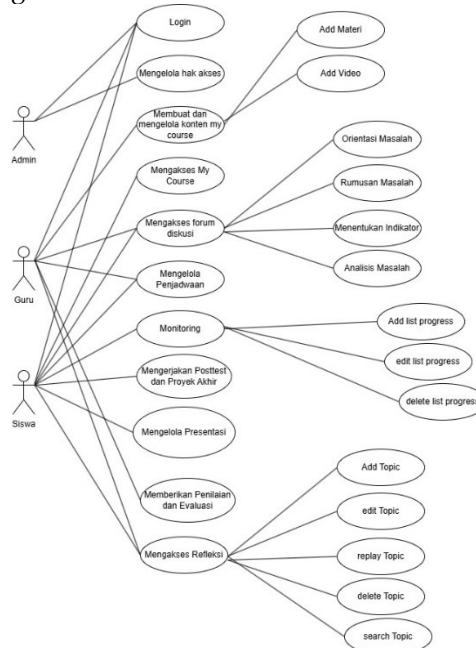 Login
Mengelola hak akses
Membuat dan
mengelola konten my
course
Mengakses My
Course
Mengakses forum
diskusi
Mengelola
Penjadwaan
Monitoring
Mengerjakan Posttest
dan Proyek Akhir
Mengelola Presentasi
Memberikan Penilaian
dan Evaluasi
Mengakses Refleksi
Admin
Guru
Siswa
Add Materi
Add Video
Orientasi Masalah
Rumusan Masalah
Menentukan Indikator
Analisis Masalah
Add list progress
edit list progress
delete list progress
Add Topic
edit Topic
replay Topic
delete Topic
search Topic